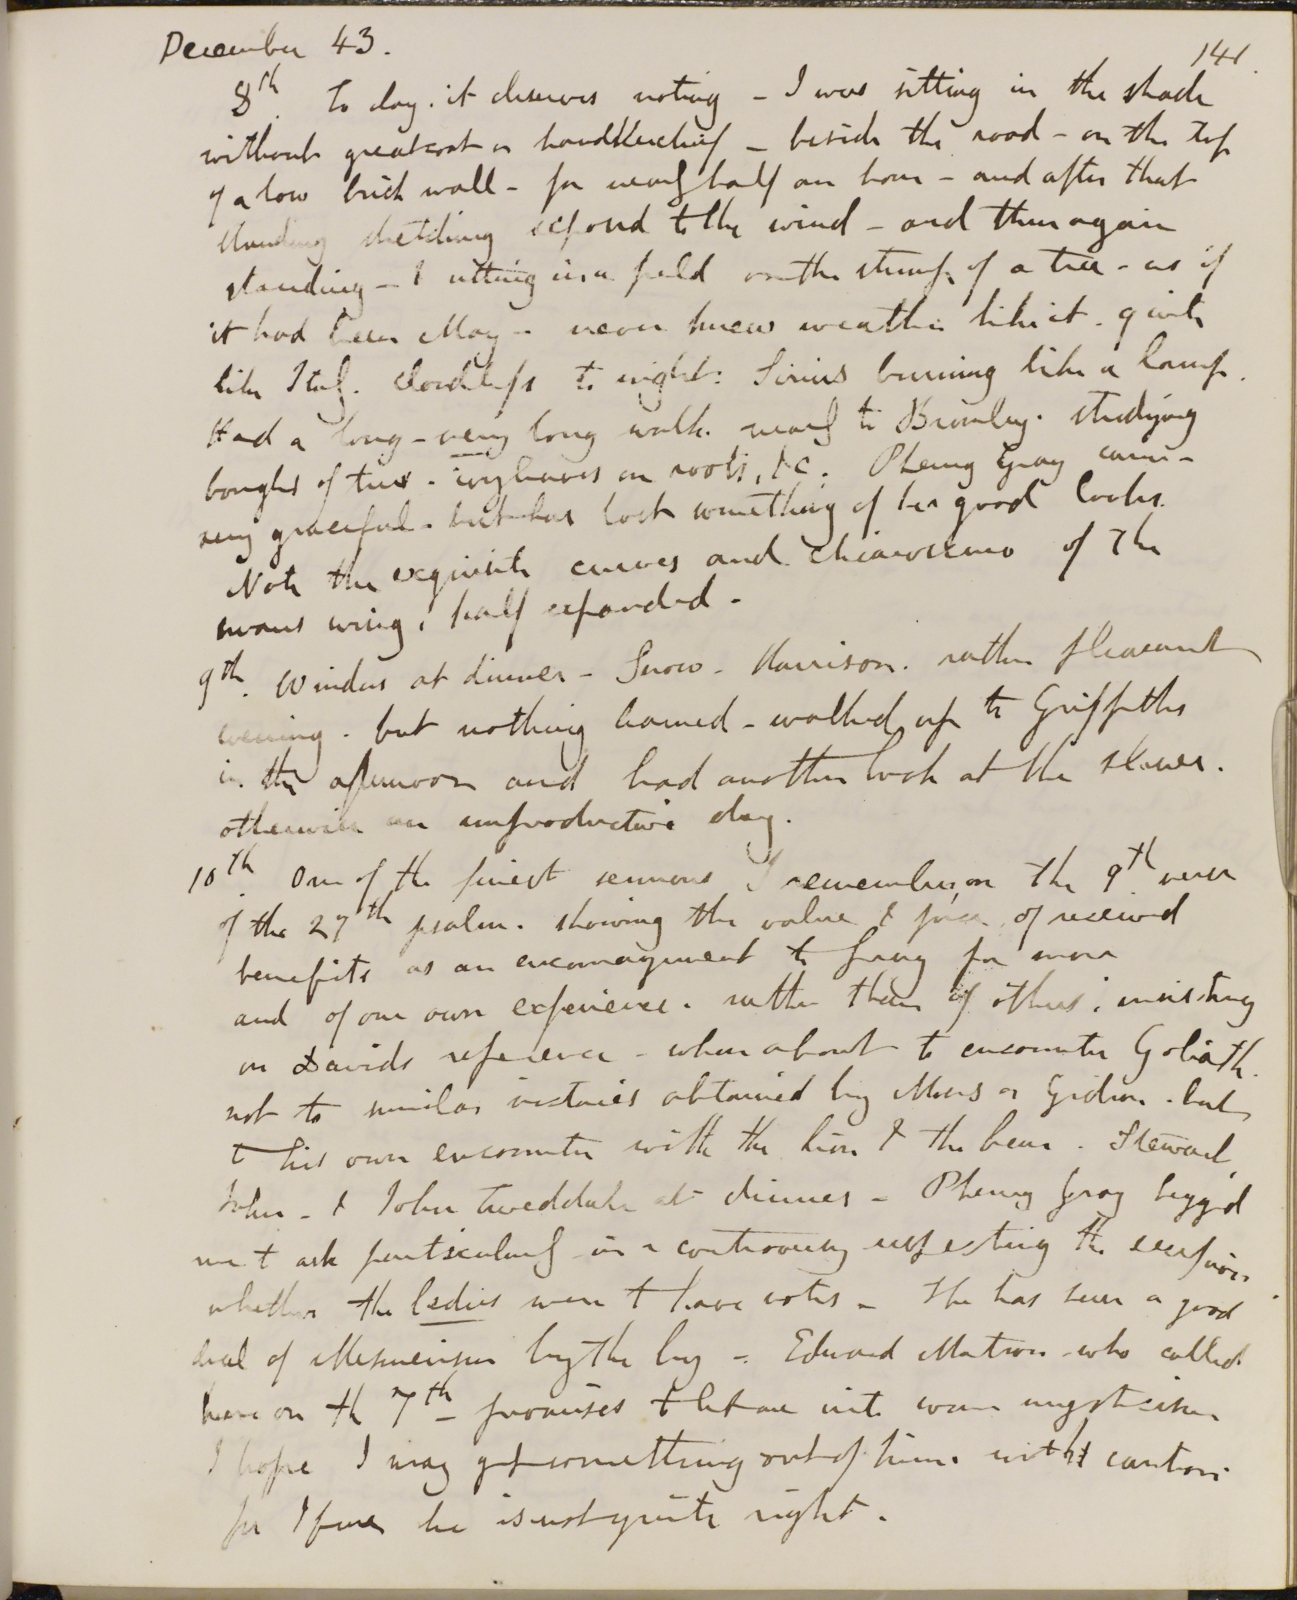 December 43.
141.
8th To day. it deserves noting - I was sitting in the shade
without greatcoat or handkerchief - beside the road - on the top
of a low brick wall - for nearly half an hour - and after that
standing sketching exposed to the wind - and then again
standing - & sitting in a field on the stump of a tree - as if
it had been May - never knew weather like it. quite
like Italy. cloudless to night: Sirius burning like a lamp.
Had a long - very long walk. nearly to Bromley. studying
boughs of trees - ivyleaves on roots, &c. Pheny Gray came -
very graceful - but has lost something of her good looks.
Note the exquisite curves and chiaroscuro of the
swans wing, half expanded -
9th. Windus at dinner - Snow - Harrison. rather pleasant
evening. but nothing learned - walked up to Griffiths
in the afternoon and had another look at the slaver.
otherwise an unproductive day.
10th. One of the finest sermons I remember, on the 9th verse
of the 27th psalm. showing the value & force of received
benefits as an encouragement to pray for more
and of our own experience. rather than of others; insisting
on Davids reference - when about to encounter Goliath.
not to similar victories obtained by Moses or Gideon. but
to his own encounter with the lion & the bear. Steward,
John - & John Tweddale at dinner - Pheny Gray begg'd
me to ask particularly in a controversy respecting the
whether the ladies were to have votes - He has seen a good
deal of Mesmerism by the by -. Edward Matson who called
here on the 7th - promises to let me into some mysticism
I hope I may get something out of him. with caution
for I fear he is not quite right.